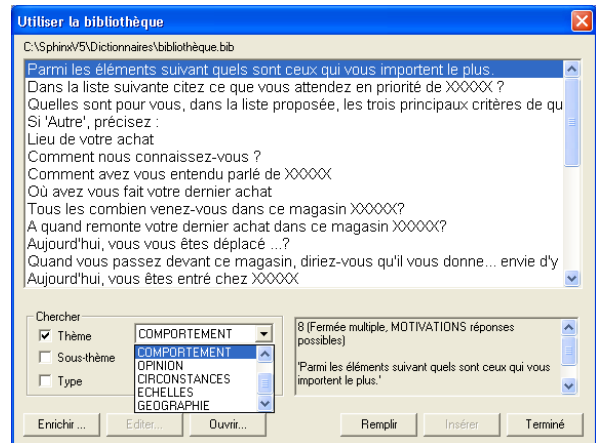 Utiliser la bibliothèque
C:\SphinxV5\Dictionnaires\bibliothèque.bib
Parmi les éléments suivant quels sont ceux qui vous importent le plus.
Dans la liste suivante citez ce que vous attendez en priorité de XXXXX ?
Quelles sont pour vous, dans la liste proposée, les trois principaux critères de qu
Si 'Autre', précisez :
Lieu de votre achat
Comment nous connaissez-vous ?
Comment avez vous entendu parlé de XXXXX
Où avez vous fait votre dernier achat
Tous les combien venez-vous dans ce magasin XXXXX?
A quand remonte votre dernier achat dans ce magasin XXXXX?
Aujourd'hui, vous vous êtes déplacé ...?
Quand vous passez devant ce magasin, diriez-vous qu'il vous donne... envie d'y
Aujourd'hui, vous êtes entré chez XXXXX
Chercher
Thème
COMPORTEMENT
Sous-thème
Type
COMPORTEMENT
OPINION
CIRCONSTANCES
ECHELLES
GEOGRAPHIE
8 (Fermée multiple, MOTIVATIONS réponses
possibles)
'Parmi les éléments suivant quels sont ceux qui vous
importent le plus.'
Enrichir ...
Editer...
Ouvrir...
Remplir
Insérer
Terminé